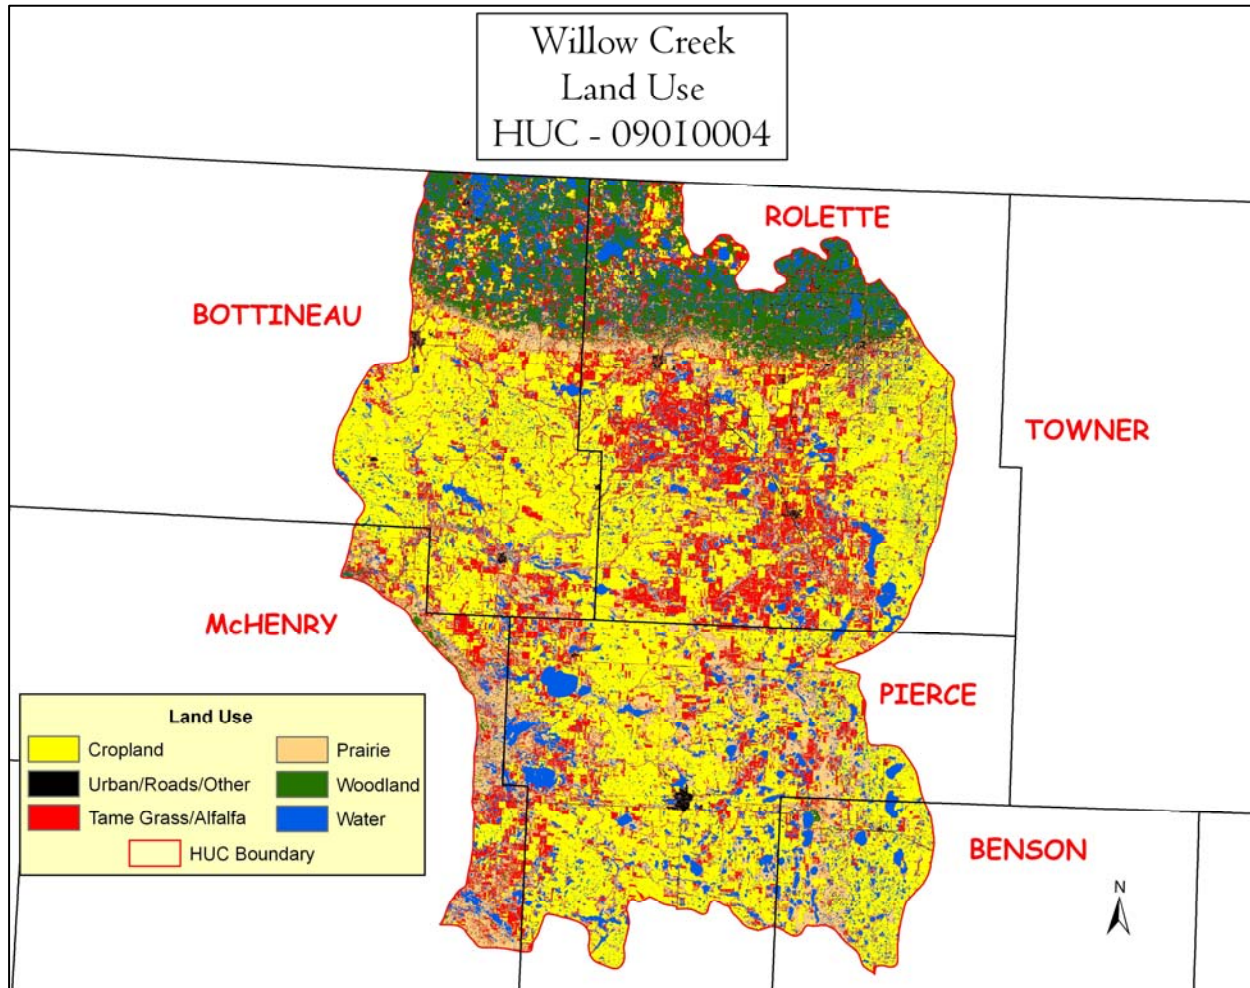 Willow Creek
Land Use
HUC - 09010004
ROLETTE
BOTTINEAU
TOWNER
McHENRY
PIERCE
Land Use
Cropland
Prairie
Urban/Roads/Other
Woodland
Tame Grass/Alfalfa
Water
HUC Boundary
BENSON
N